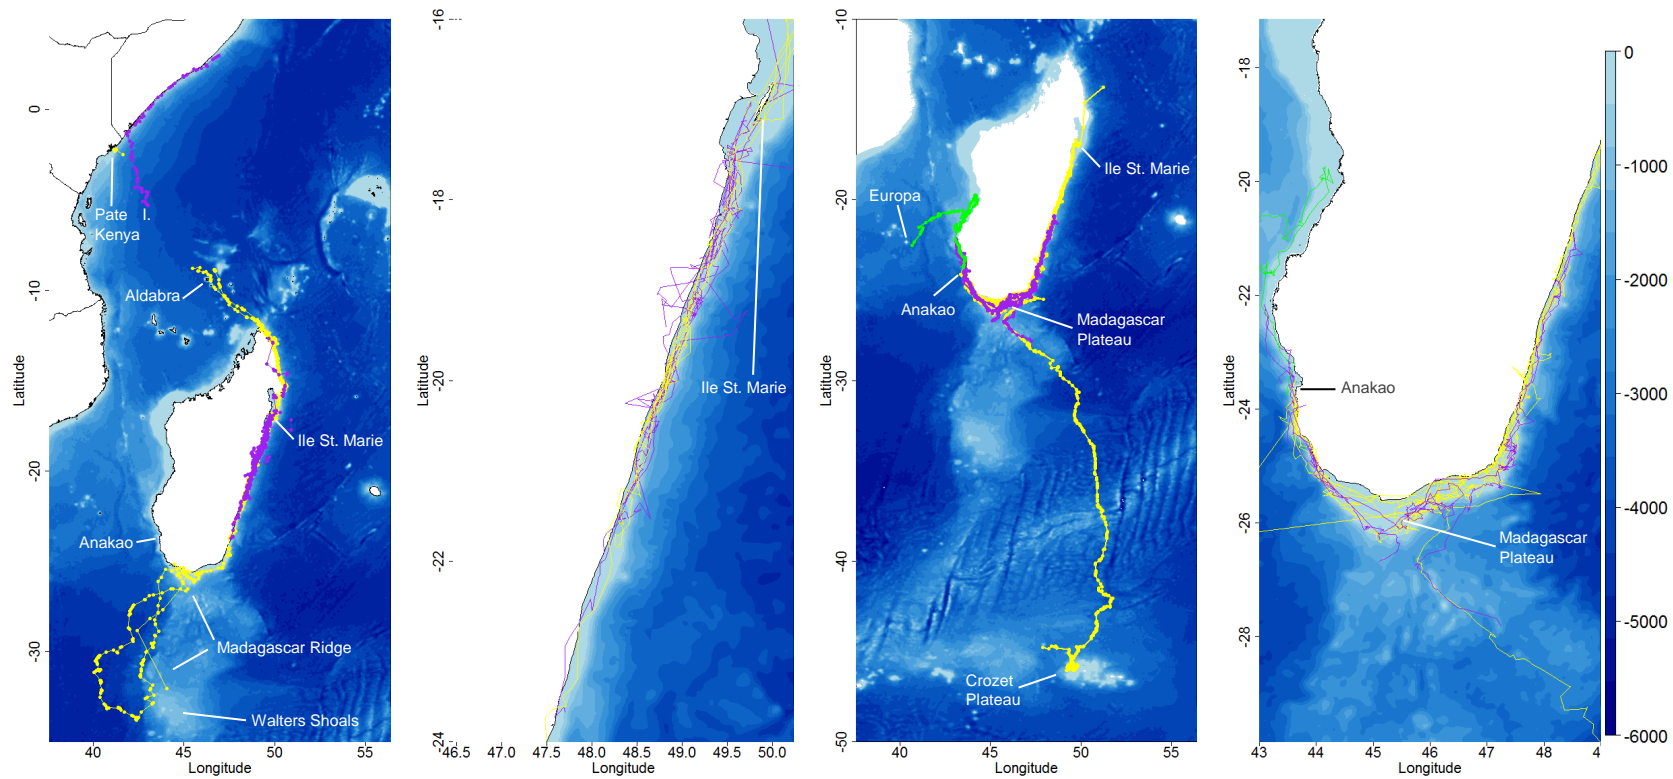 0
-10
-20
-30
Latitude
Pate I.
Kenya
Aldabra
Ile St. Marie
Anakao
Madagascar Ridge
Walters Shoals
40
45
50
55
Longitude
-16
-18
-20
-22
-24
Latitude
Ile St. Marie
46.5
47.0
47.5
48.0
48.5
49.0
49.5
50.0
Longitude
-10
-20
-30
-40
-50
Latitude
Ile St. Marie
Europa
Anakao
Madagascar
Plateau
Crozet
Plateau
40
45
50
55
Longitude
-18
-20
-22
-24
-26
-28
Latitude
Anakao
Madagascar
Plateau
43
44
45
46
47
48
4
Longitude
0
-1000
-2000
-3000
-4000
-5000
-6000